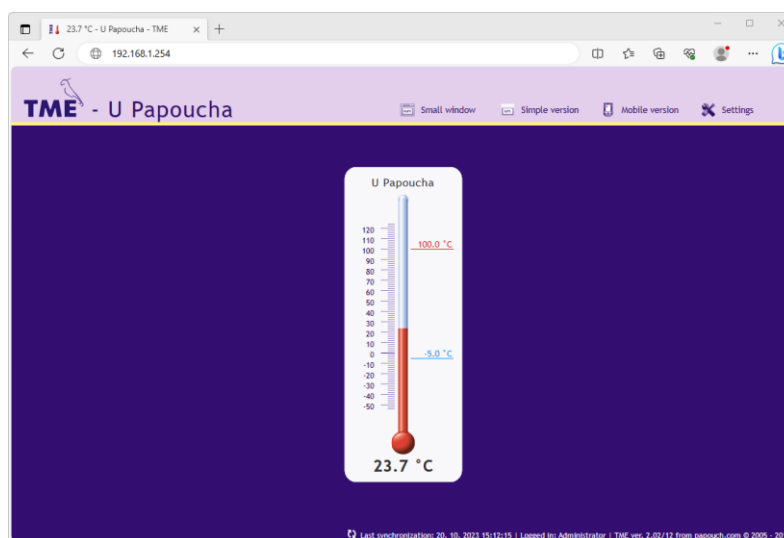 23.7 °C - U Papoucha - TME
192.168.1.254
TME - U Papoucha
Small window
Simple version
Mobile version
Settings
U Papoucha
120
110
100
90
80
70
60
50
40
30
20
10
0
-10
-20
-30
-40
-50
100.0 °C
-5.0 °C
23.7 °C
Last synchronization: 20. 10. 2023 15:12:15 | Logged in: Administrator | TME ver. 2.02/12 from papouch.com © 2005 -